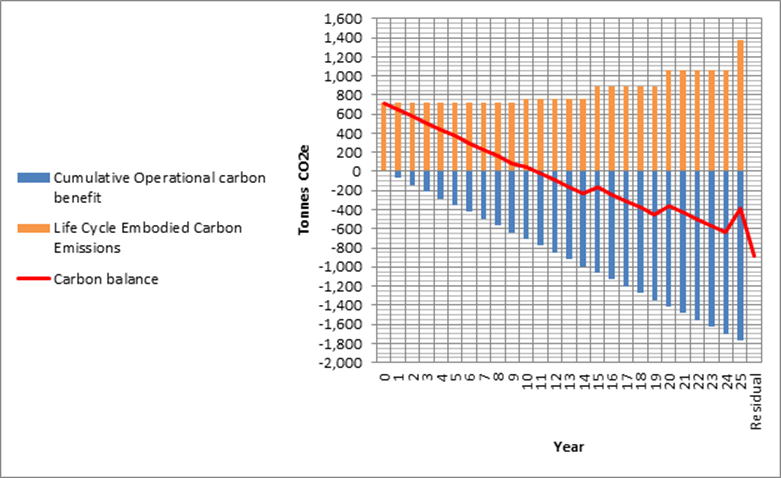 Cumulative Operational carbon
benefit
Life Cycle Embodied Carbon
Emissions
Carbon balance
Tonnes CO2e
1,600
1,400
1,200
1,000
800
600
400
200
0
-200
-400
-600
-800
-1,000
-1,200
-1,400
-1,600
-1,800
-2,000
0 1 2 3 4 5 6 7 8 9 10 11 12 13 14 15 16 17 18 19 20 21 22 23 24 25 Residual
Year